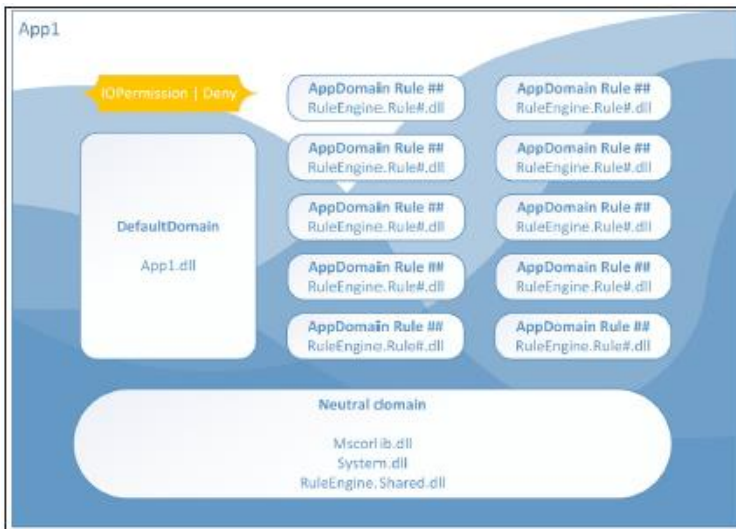 App1
IOPermission | Deny
AppDomain Rule ##
RuleEngine.Rule#.dll
AppDomain Rule ##
RuleEngine.Rule#.dll
AppDomain Rule ##
RuleEngine.Rule#.dll
AppDomain Rule ##
RuleEngine.Rule#.dll
DefaultDomain
App1.dll
AppDomain Rule ##
RuleEngine.Rule#.dll
AppDomain Rule ##
RuleEngine.Rule#.dll
AppDomain Rule ##
RuleEngine.Rule#.dll
AppDomain Rule ##
RuleEngine.Rule#.dll
AppDomain Rule ##
RuleEngine.Rule#.dll
AppDomain Rule ##
RuleEngine.Rule#.dll
Neutral domain
Mscorlib.dll
System.dll
RuleEngine.Shared.dll